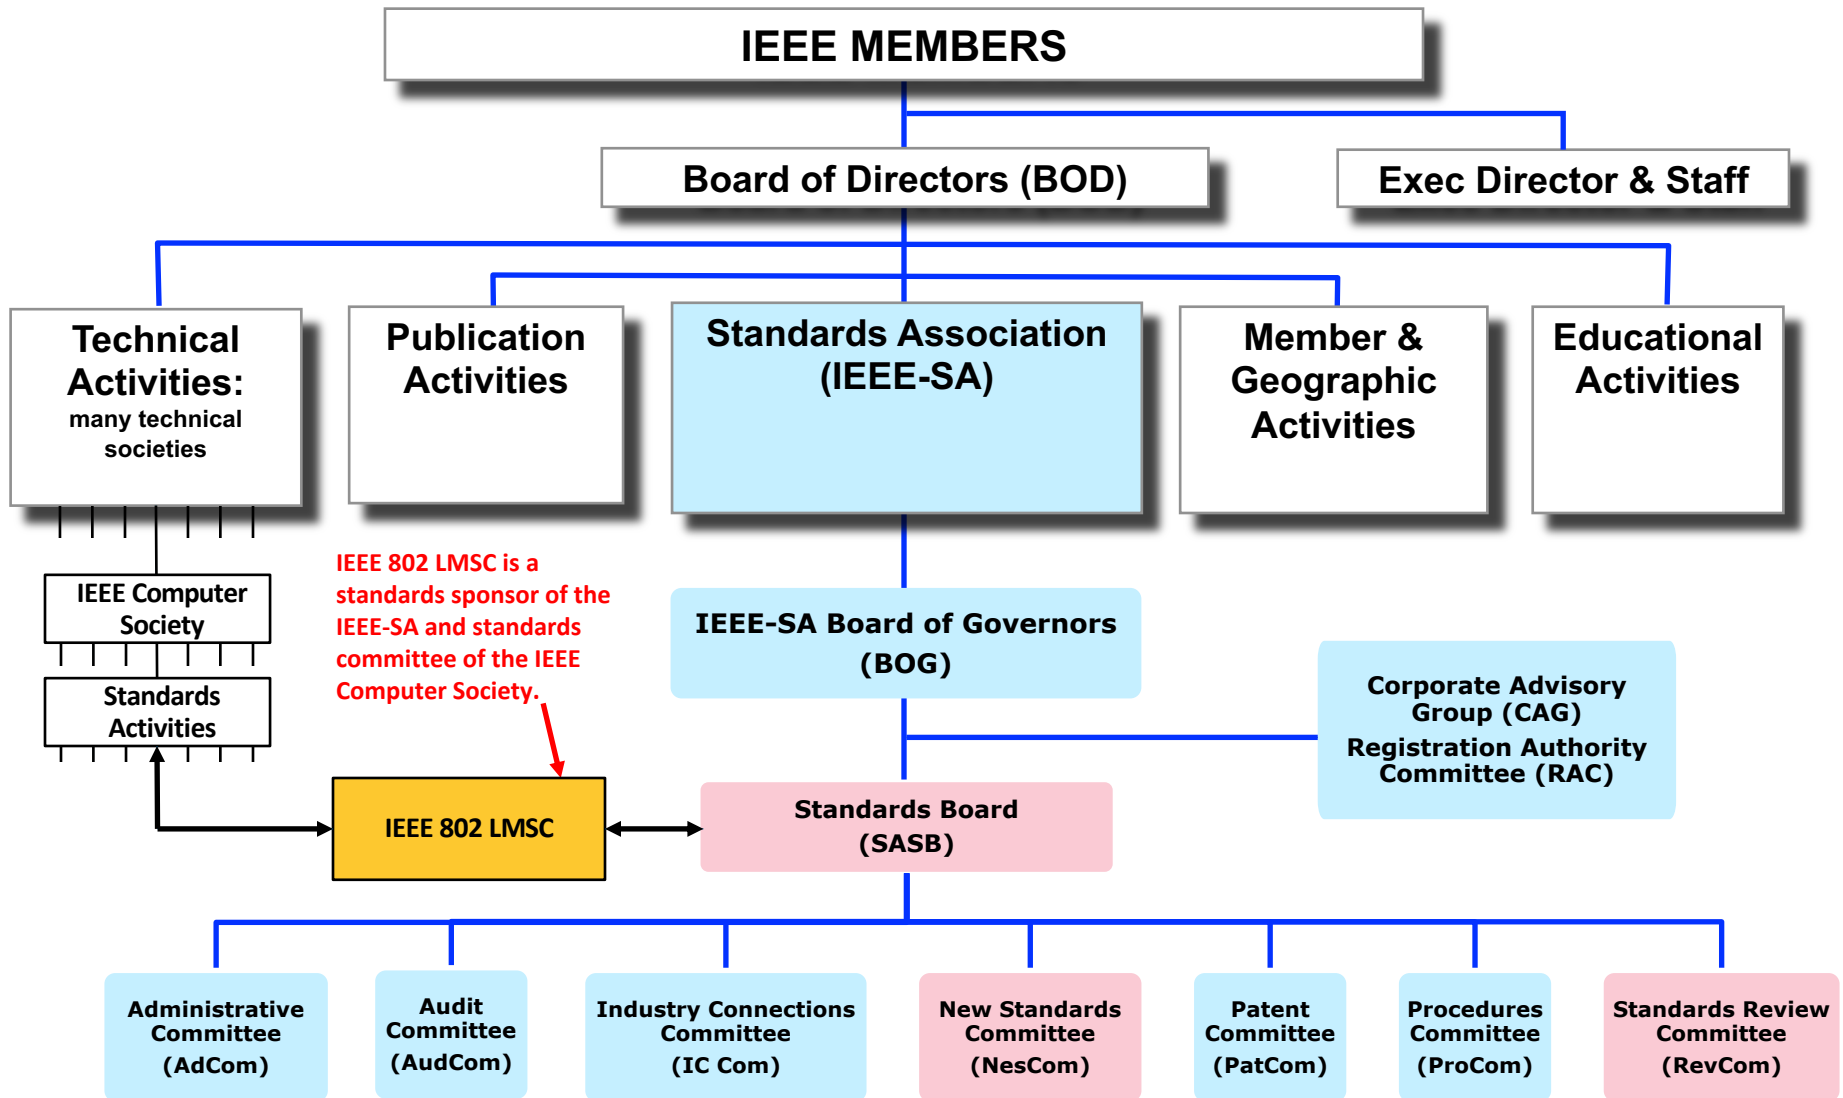 IEEE MEMBERS
Board of Directors (BOD)
Exec Director & Staff
Technical
Activities:
many technical
societies
Publication
Activities
Standards Association
(IEEE-SA)
Member &
Geographic
Activities
Educational
Activities
IEEE Computer
Society
Standards
Activities
IEEE 802 LMSC is a
standards sponsor of the
IEEE-SA and standards
committee of the IEEE
Computer Society.
IEEE-SA Board of Governors
(BOG)
Corporate Advisory
Group (CAG)
Registration Authority
Committee (RAC)
IEEE 802 LMSC
Standards Board
(SASB)
Administrative
Committee
(AdCom)
Audit
Committee
(AudCom)
Industry Connections
Committee
(IC Com)
New Standards
Committee
(NesCom)
Patent
Committee
(PatCom)
Procedures
Committee
(ProCom)
Standards Review
Committee
(RevCom)